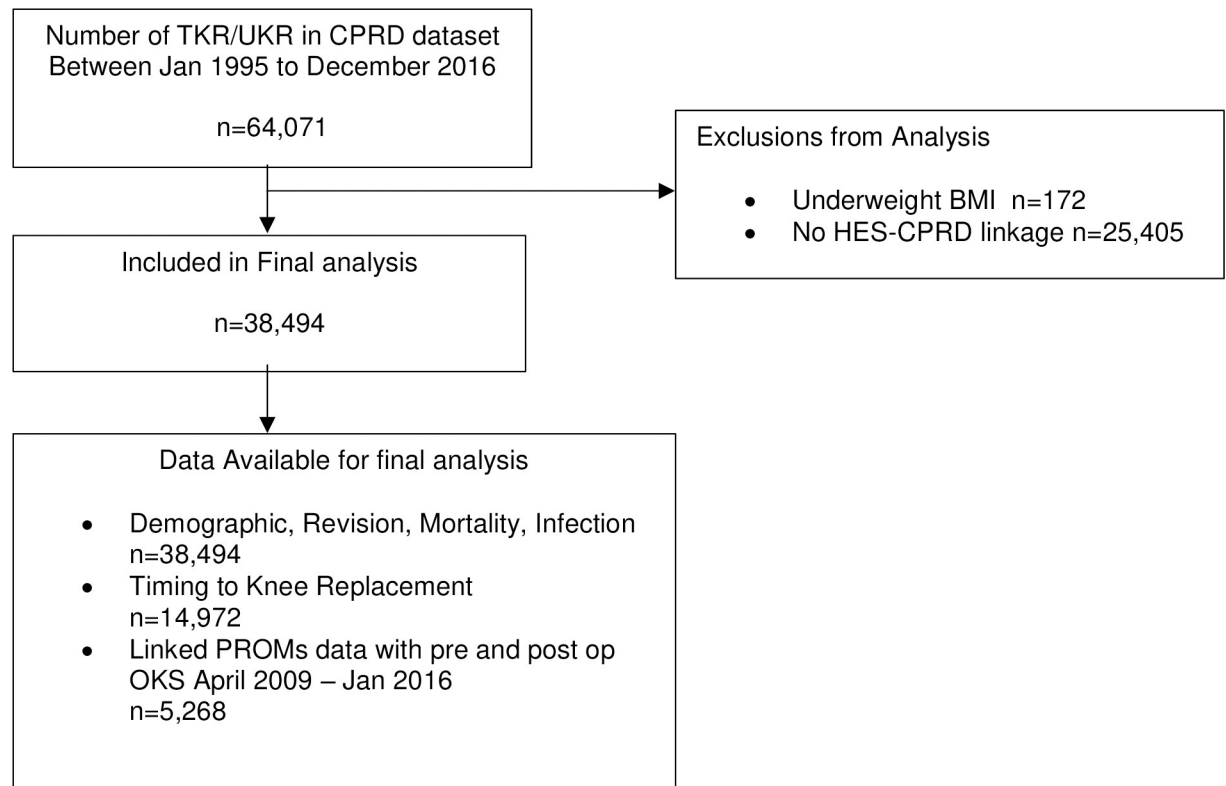 Number of TKR/UKR in CPRD dataset
Between Jan 1995 to December 2016
n=64,071
Exclusions from Analysis
• Underweight BMI n=172
• No HES-CPRD linkage n=25,405
Included in Final analysis
n=38,494
Data Available for final analysis
• Demographic, Revision, Mortality, Infection
n=38,494
• Timing to Knee Replacement
n=14,972
• Linked PROMs data with pre and post op
OKS April 2009 – Jan 2016
n=5,268